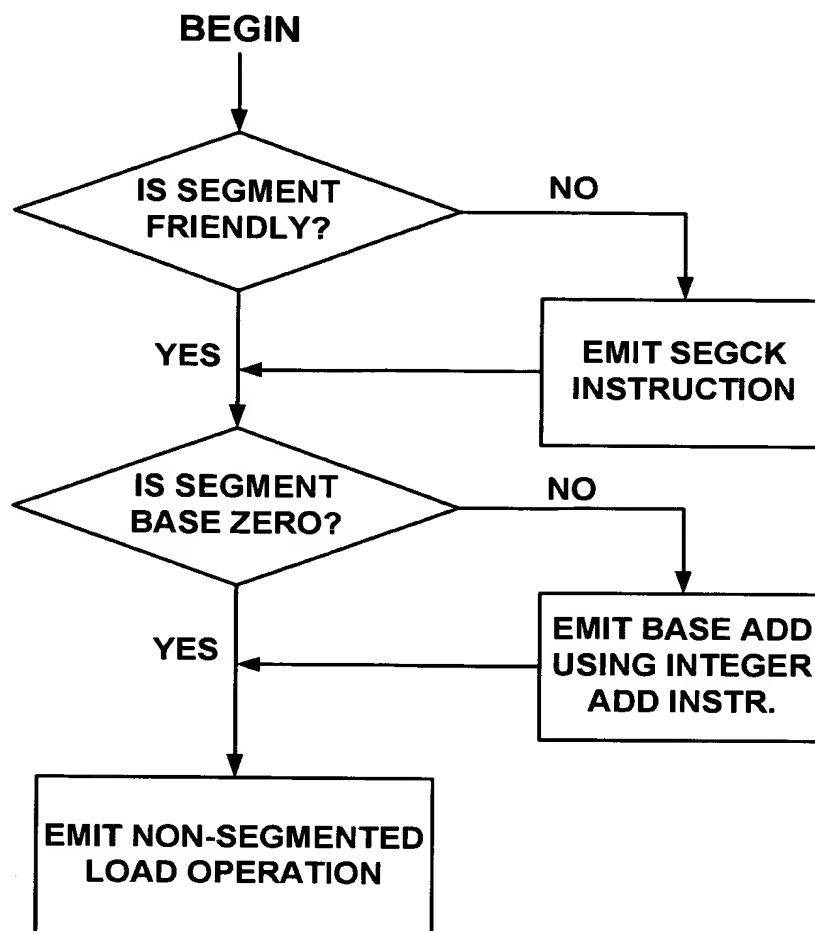 BEGIN
IS SEGMENT
FRIENDLY?
NO
YES
EMIT SEGCK
INSTRUCTION
IS SEGMENT
BASE ZERO?
NO
YES
EMIT BASE ADD
USING INTEGER
ADD INSTR.
EMIT NON-SEGMENTED
LOAD OPERATION